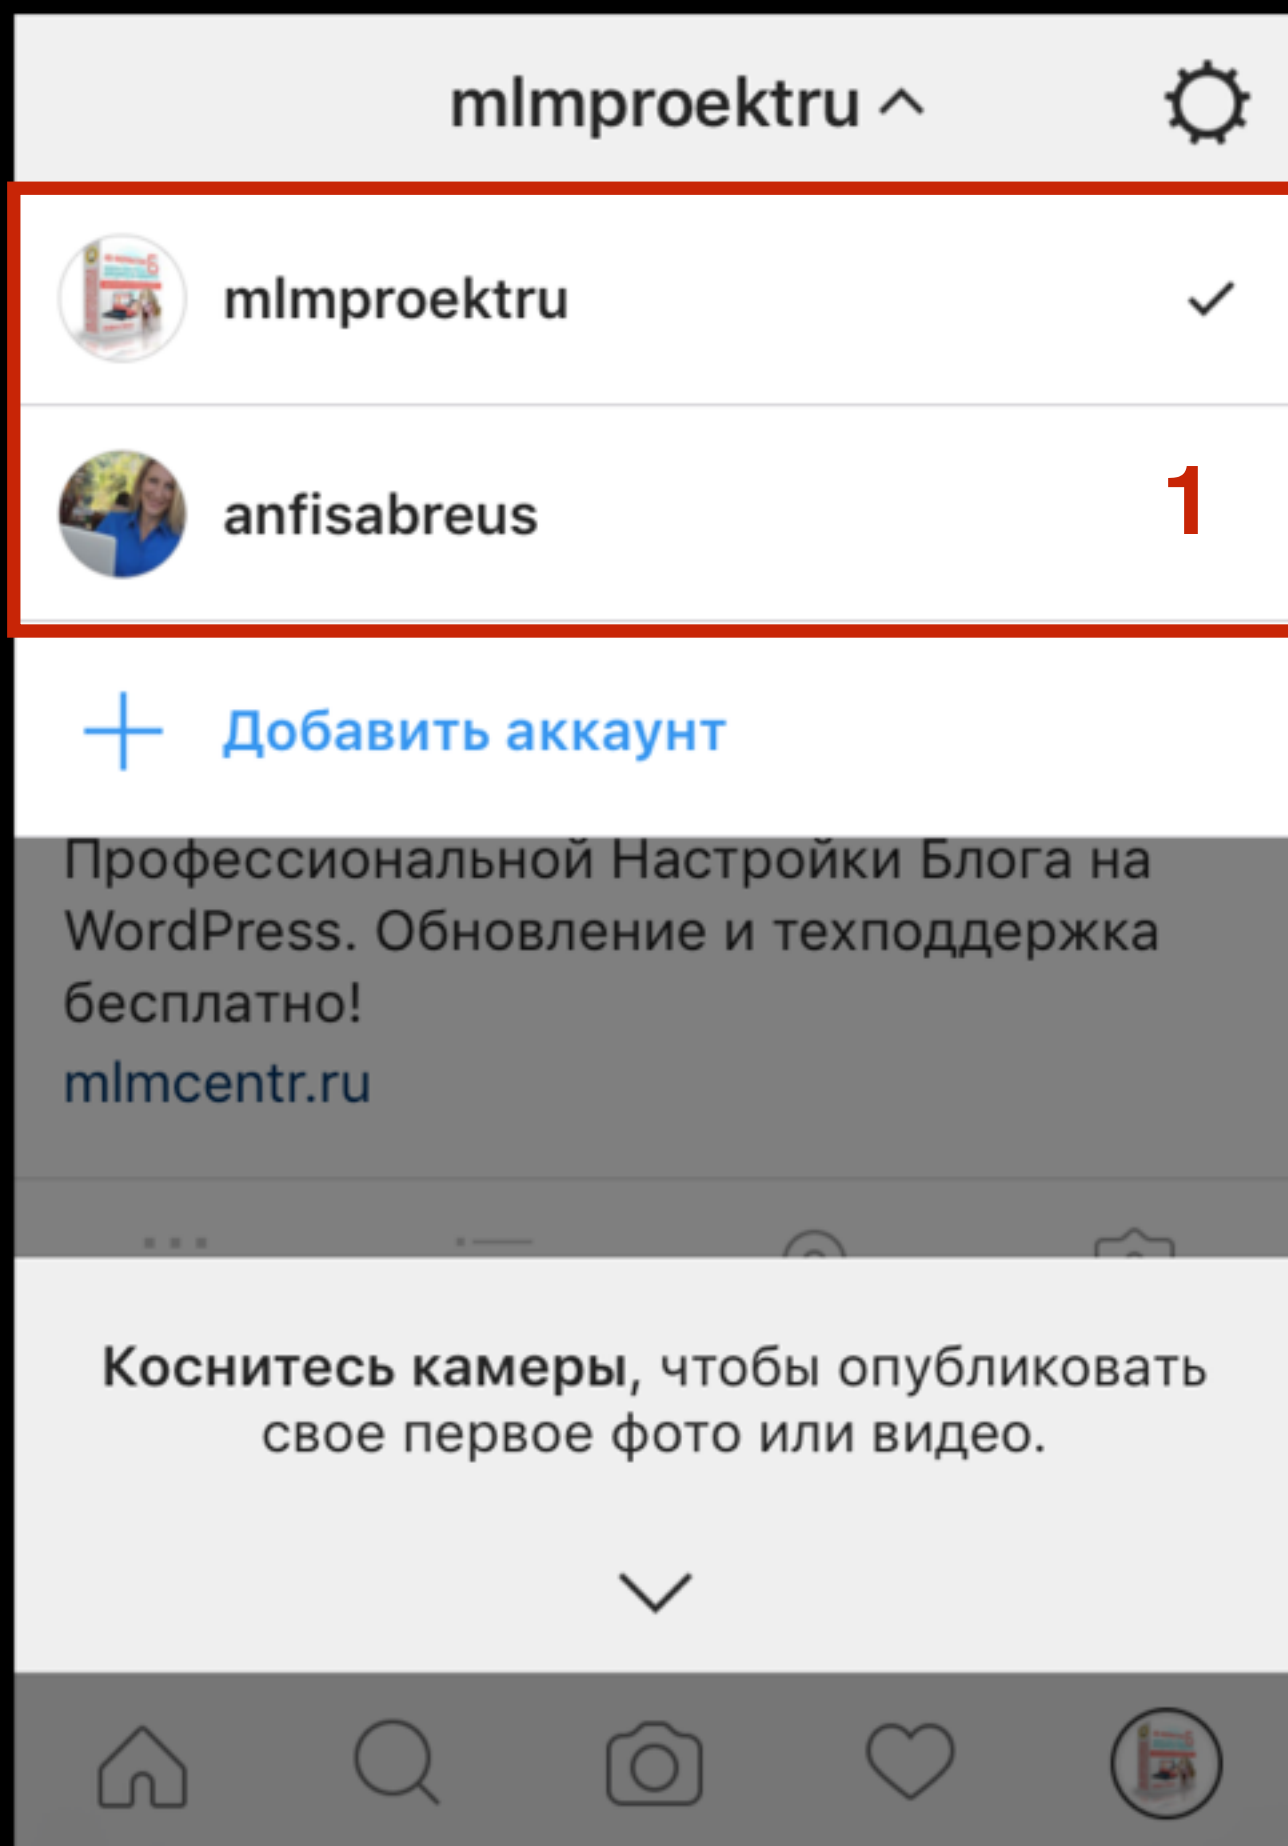 mlmproektru
mlmproektru
anfisabreus
1
Добавить аккаунт
Профессиональной Настройки Блога на
WordPress. Обновление и техподдержка
бесплатно!
mlmcentr.ru
Коснитесь камеры, чтобы опубликовать
свое первое фото или видео.